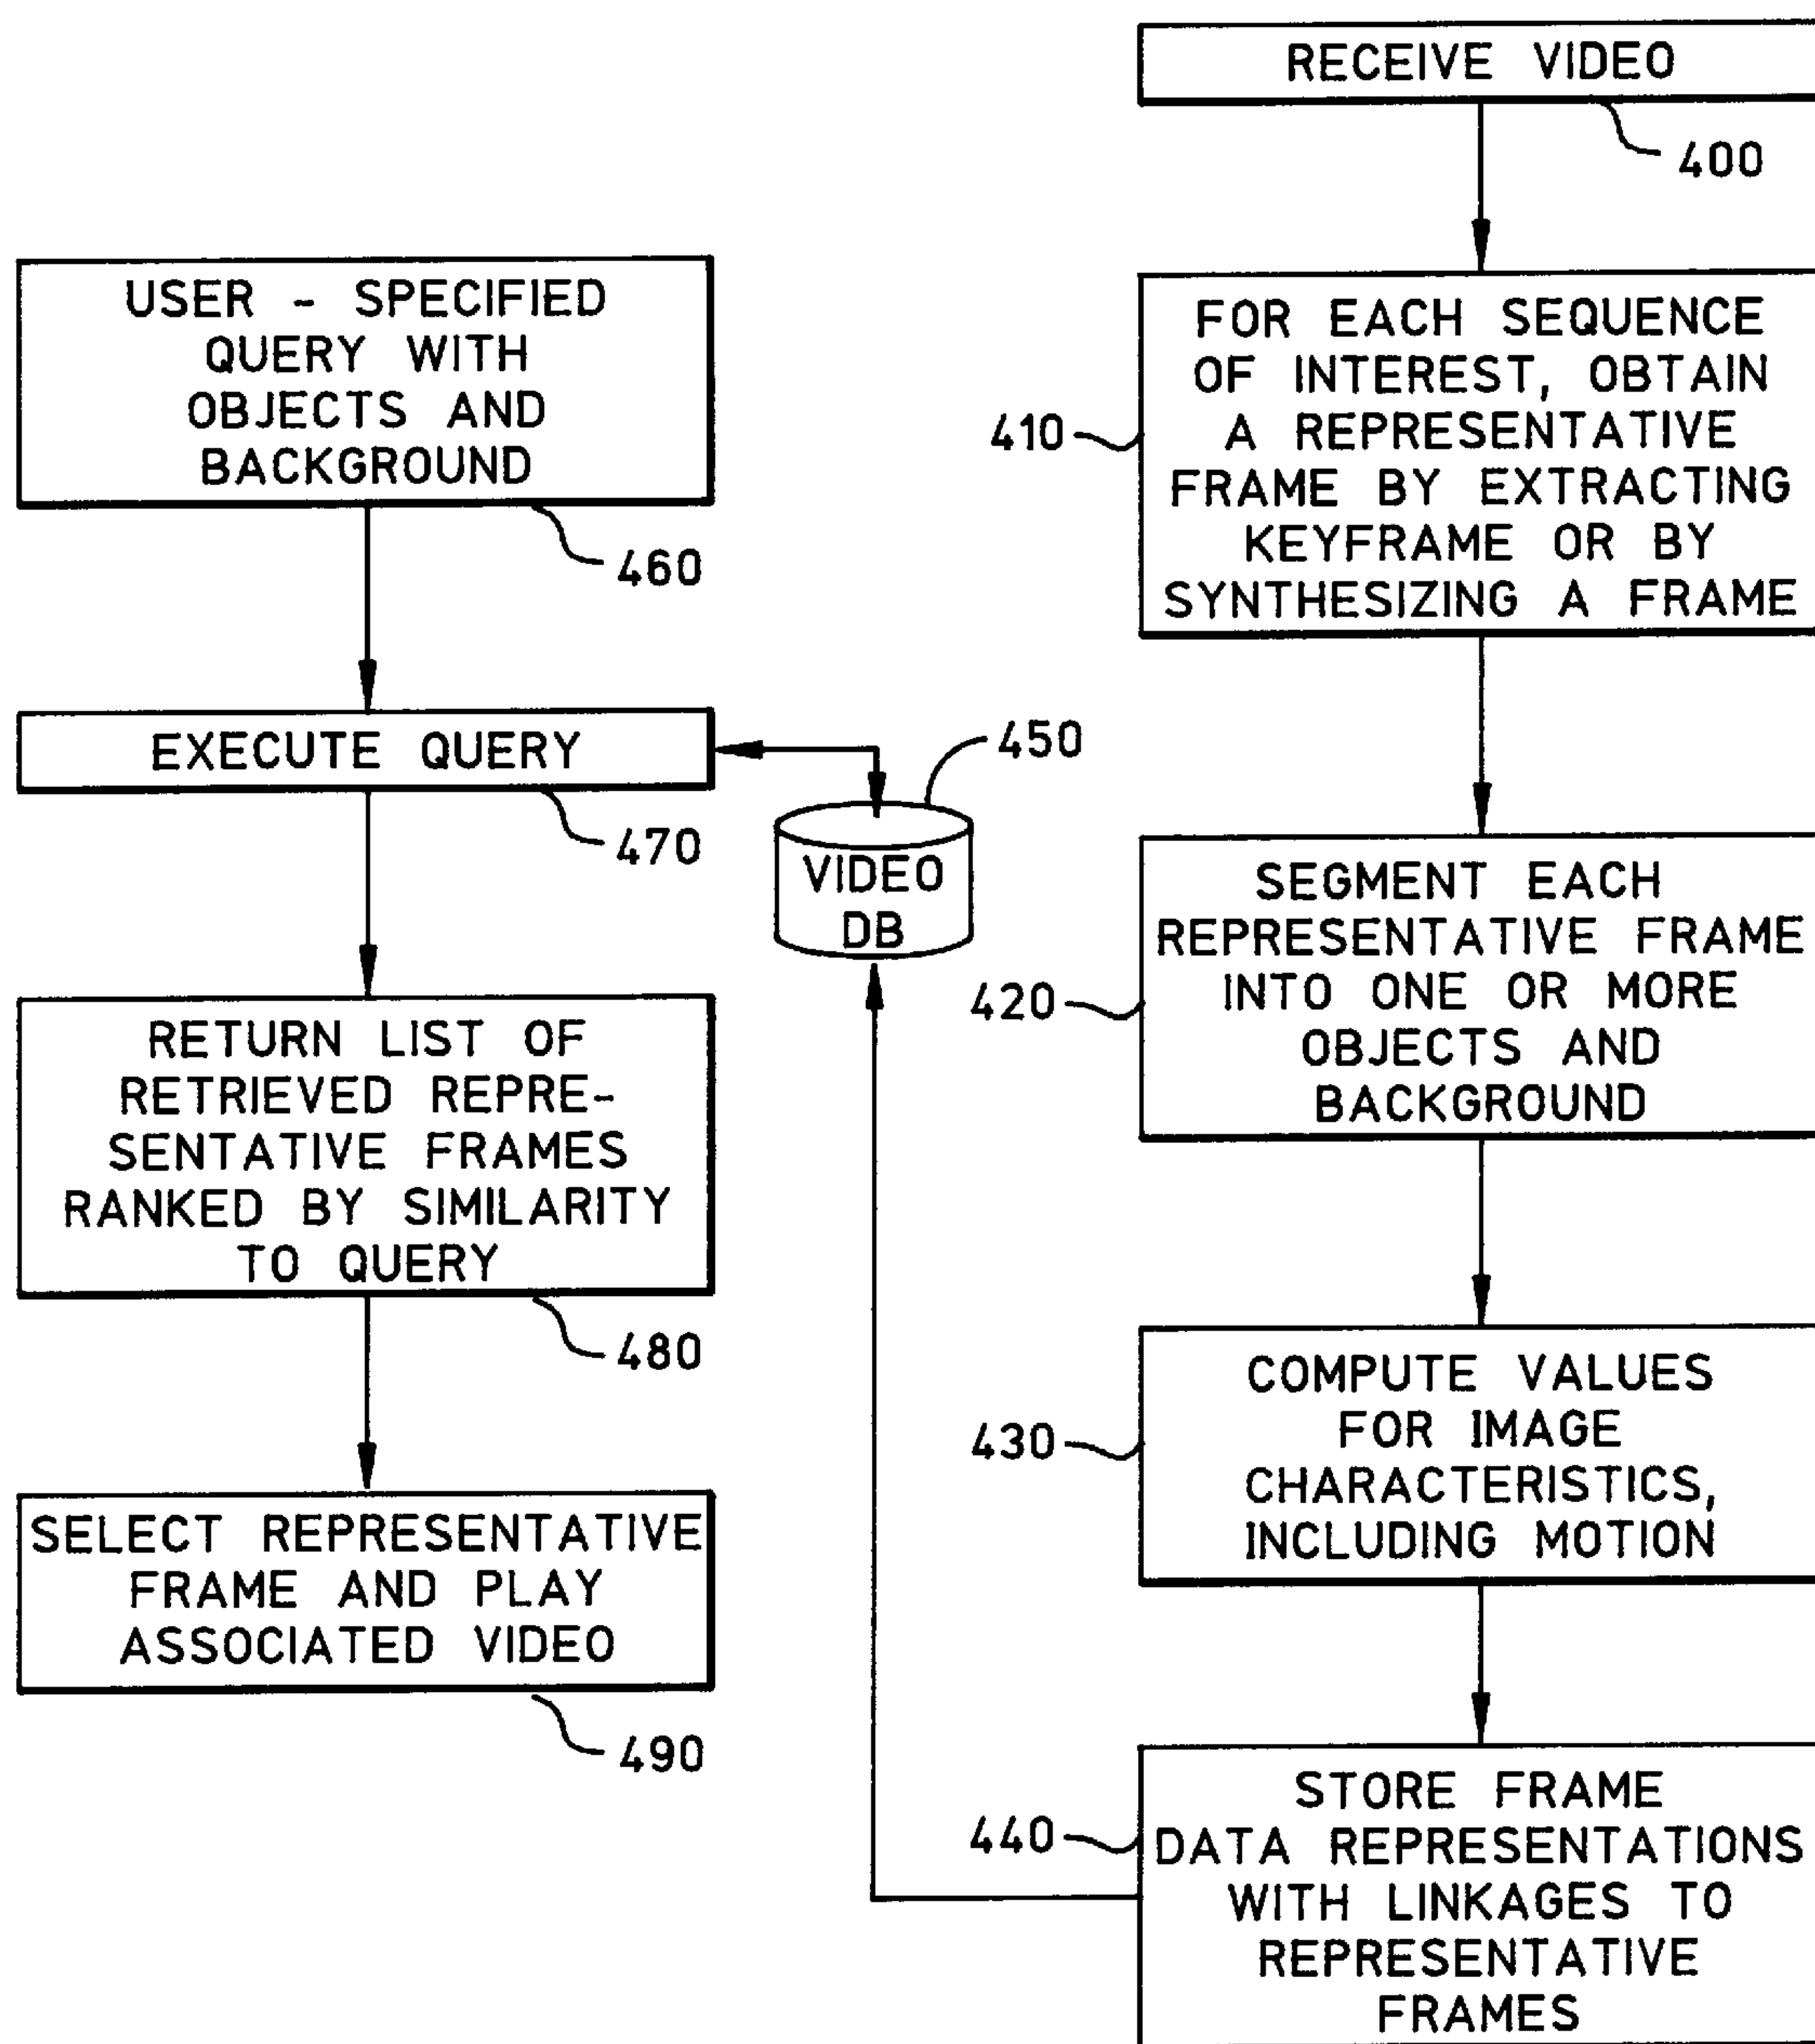 RECEIVE VIDEO
400
FOR EACH SEQUENCE
OF INTEREST, OBTAIN
A REPRESENTATIVE
FRAME BY EXTRACTING
KEYFRAME OR BY
SYNTHESIZING A FRAME
410
SEGMENT EACH
REPRESENTATIVE FRAME
INTO ONE OR MORE
OBJECTS AND
BACKGROUND
420
COMPUTE VALUES
FOR IMAGE
CHARACTERISTICS,
INCLUDING MOTION
430
STORE FRAME
DATA REPRESENTATIONS
WITH LINKAGES TO
REPRESENTATIVE
FRAMES
440
450
VIDEO
DB
USER - SPECIFIED
QUERY WITH
OBJECTS AND
BACKGROUND
460
EXECUTE QUERY
470
RETURN LIST OF
RETRIEVED REPRE-
SENTATIVE FRAMES
RANKED BY SIMILARITY
TO QUERY
480
SELECT REPRESENTATIVE
FRAME AND PLAY
ASSOCIATED VIDEO
490